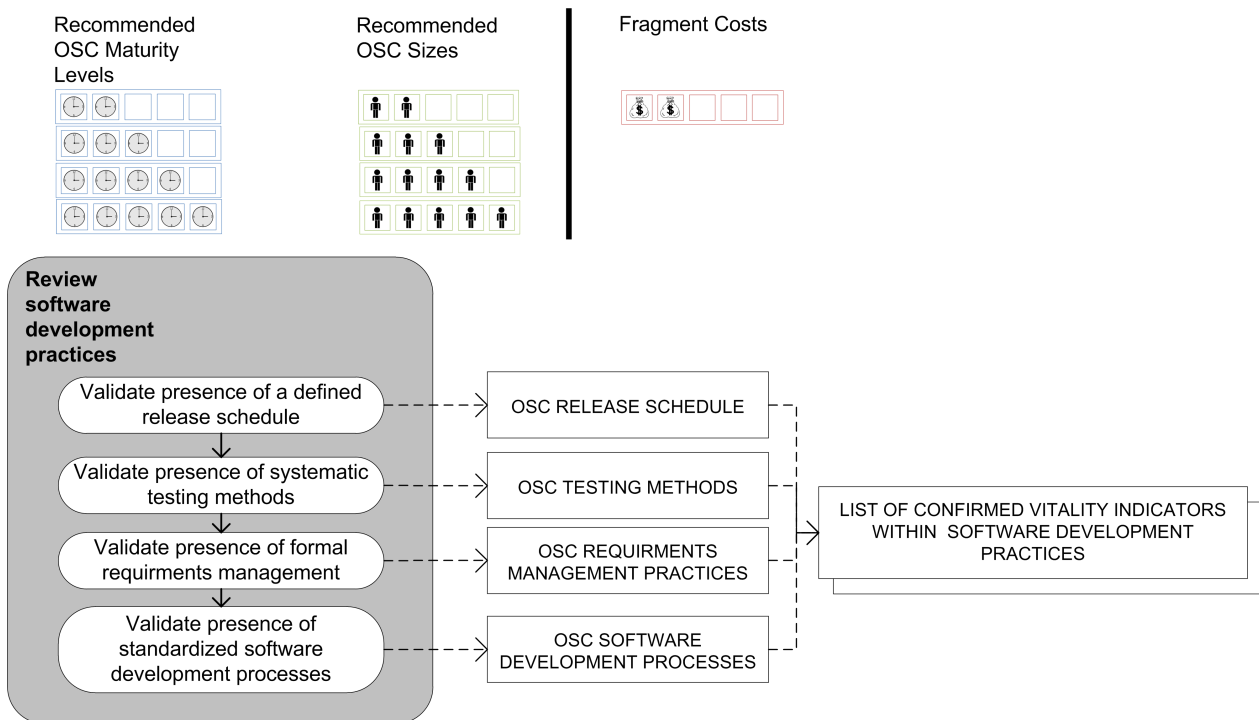 Recommended
OSC Maturity
Levels
Recommended
OSC Sizes
Fragment Costs
$ $
Review
software
development
practices
Validate presence of a defined
release schedule
OSC RELEASE SCHEDULE
Validate presence of systematic
testing methods
OSC TESTING METHODS
Validate presence of formal
requirments management
OSC REQUIRMENTS
MANAGEMENT PRACTICES
Validate presence of
standardized software
development processes
OSC SOFTWARE
DEVELOPMENT PROCESSES
LIST OF CONFIRMED VITALITY INDICATORS
WITHIN SOFTWARE DEVELOPMENT
PRACTICES